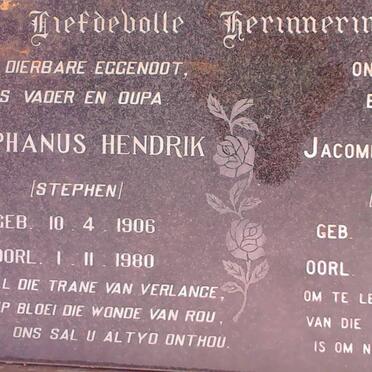 Liefdevolle Herinnerin
DIERBARE EGGENOOT,
S VADER EN OUPA
PHANUS HENDRIK
[STEPHEN]
GEB. 10·4·1906
OORL. 1·11·1980
L DIE TRANE VAN VERLANGE,
P BLOEI DIE WONDE VAN ROU,
ONS SAL U ALTYD ONTHOU.
ON
JACOM
GEB.
OORL.
OM TE LE
VAN DIE
IS OM N